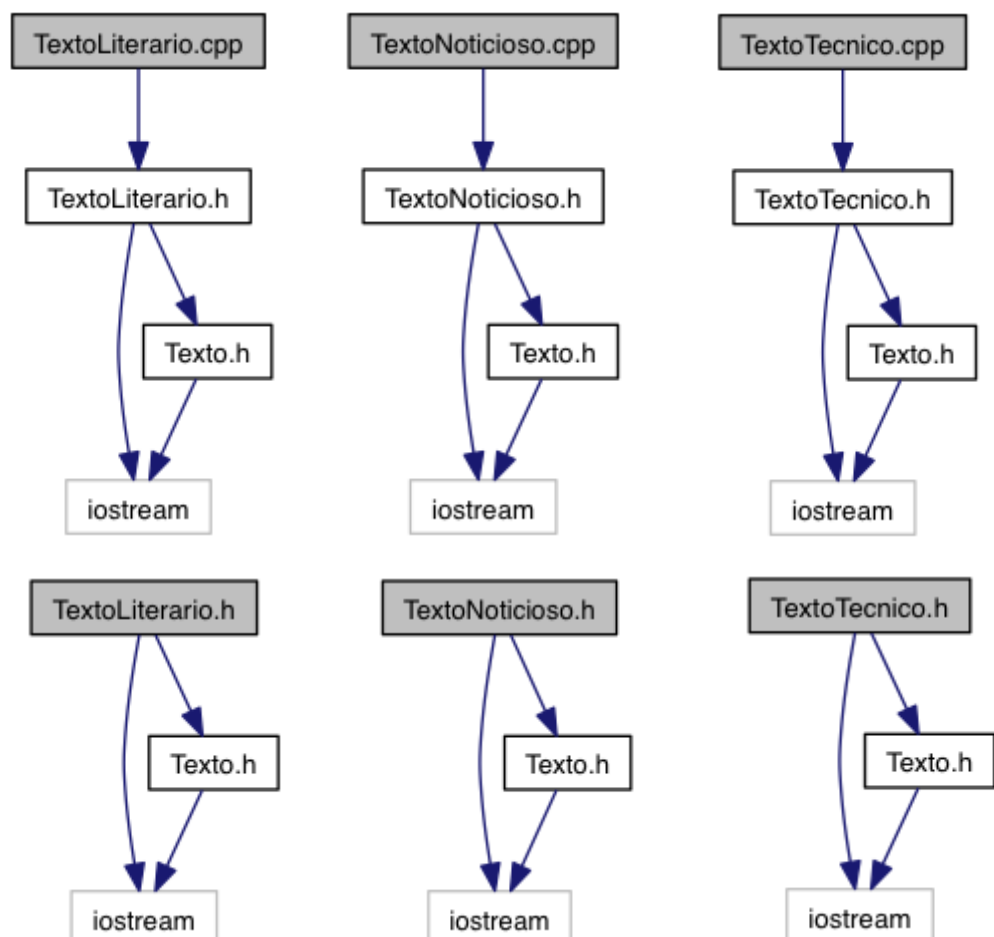 TextoLiterario.cpp
TextoNoticioso.cpp
TextoTecnico.cpp
TextoLiterario.h
TextoNoticioso.h
TextoTecnico.h
Texto.h
Texto.h
Texto.h
iostream
iostream
iostream
TextoLiterario.h
TextoNoticioso.h
TextoTecnico.h
Texto.h
Texto.h
Texto.h
iostream
iostream
iostream